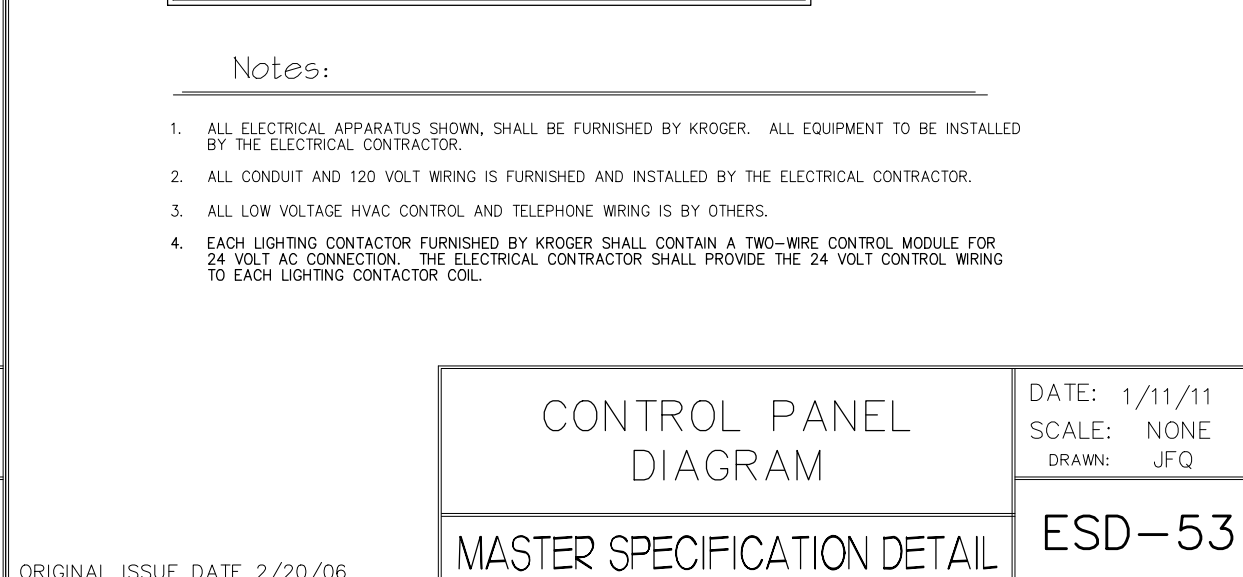 Notes:
1. ALL ELECTRICAL APPARATUS SHOWN, SHALL BE FURNISHED BY KROGER. ALL EQUIPMENT TO BE INSTALLED
BY THE ELECTRICAL CONTRACTOR.
2. ALL CONDUIT AND 120 VOLT WIRING IS FURNISHED AND INSTALLED BY THE ELECTRICAL CONTRACTOR.
3. ALL LOW VOLTAGE HVAC CONTROL AND TELEPHONE WIRING IS BY OTHERS.
4. EACH LIGHTING CONTACTOR FURNISHED BY KROGER SHALL CONTAIN A TWO-WIRE CONTROL MODULE FOR
24 VOLT AC CONNECTION. THE ELECTRICAL CONTRACTOR SHALL PROVIDE THE 24 VOLT CONTROL WIRING
TO EACH LIGHTING CONTACTOR COIL.
CONTROL PANEL
DIAGRAM
DATE: 1/11/11
SCALE: NONE
DRAWN: JFQ
MASTER SPECIFICATION DETAIL
ESD-53
ORIGINAL ISSUE DATE 2/20/06